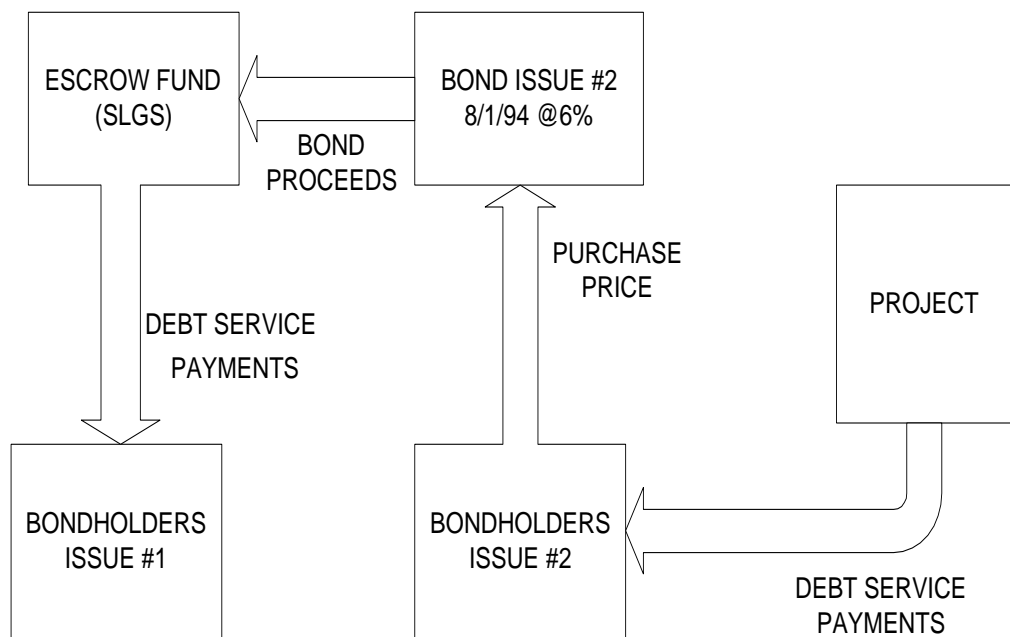 ESCROW FUND
(SLGS)
BOND ISSUE #2
8/1/94 @6%
BOND
PROCEEDS
PURCHASE
PRICE
PROJECT
DEBT SERVICE
PAYMENTS
BONDHOLDERS
ISSUE #1
BONDHOLDERS
ISSUE #2
DEBT SERVICE
PAYMENTS